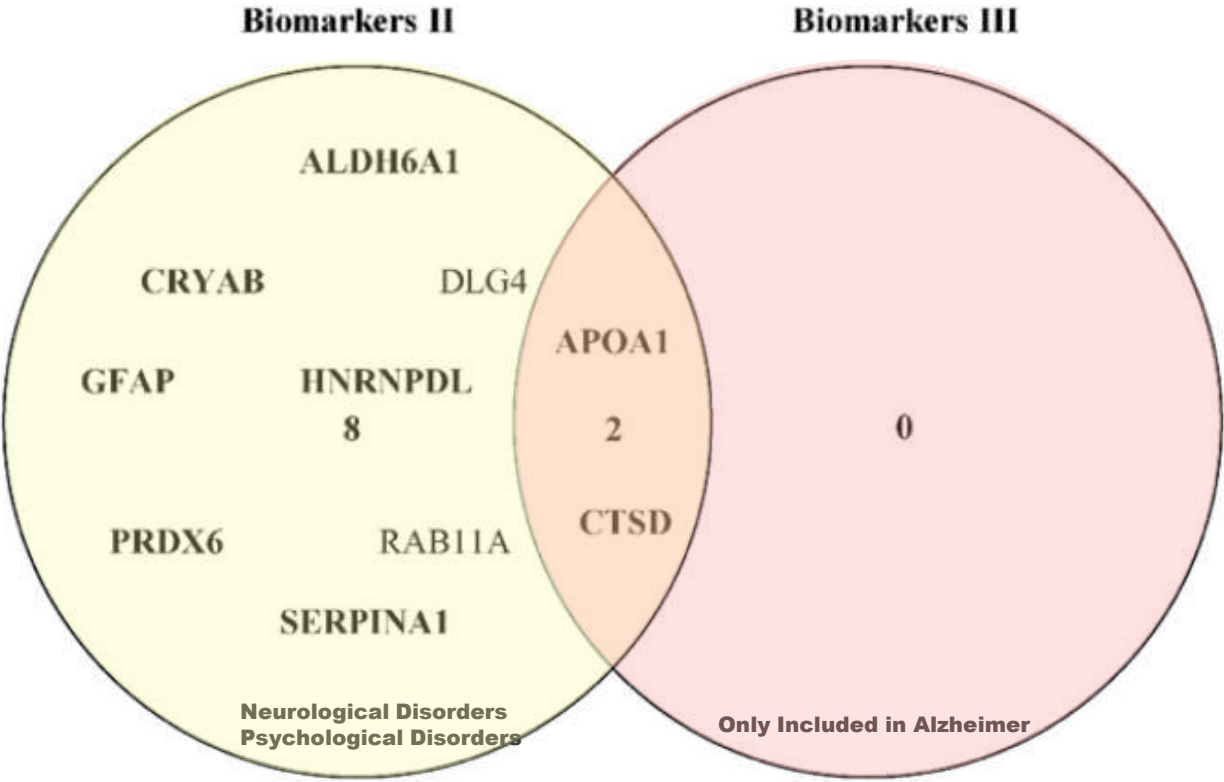 Biomarkers II
Biomarkers III
ALDH6A1
CRYAB
DLG4
APOA1
GFAP
HNRNPDL
8
2
0
CTSD
PRDX6
RAB11A
SERPINA1
Neurological Disorders
Psychological Disorders
Only Included in Alzheimer